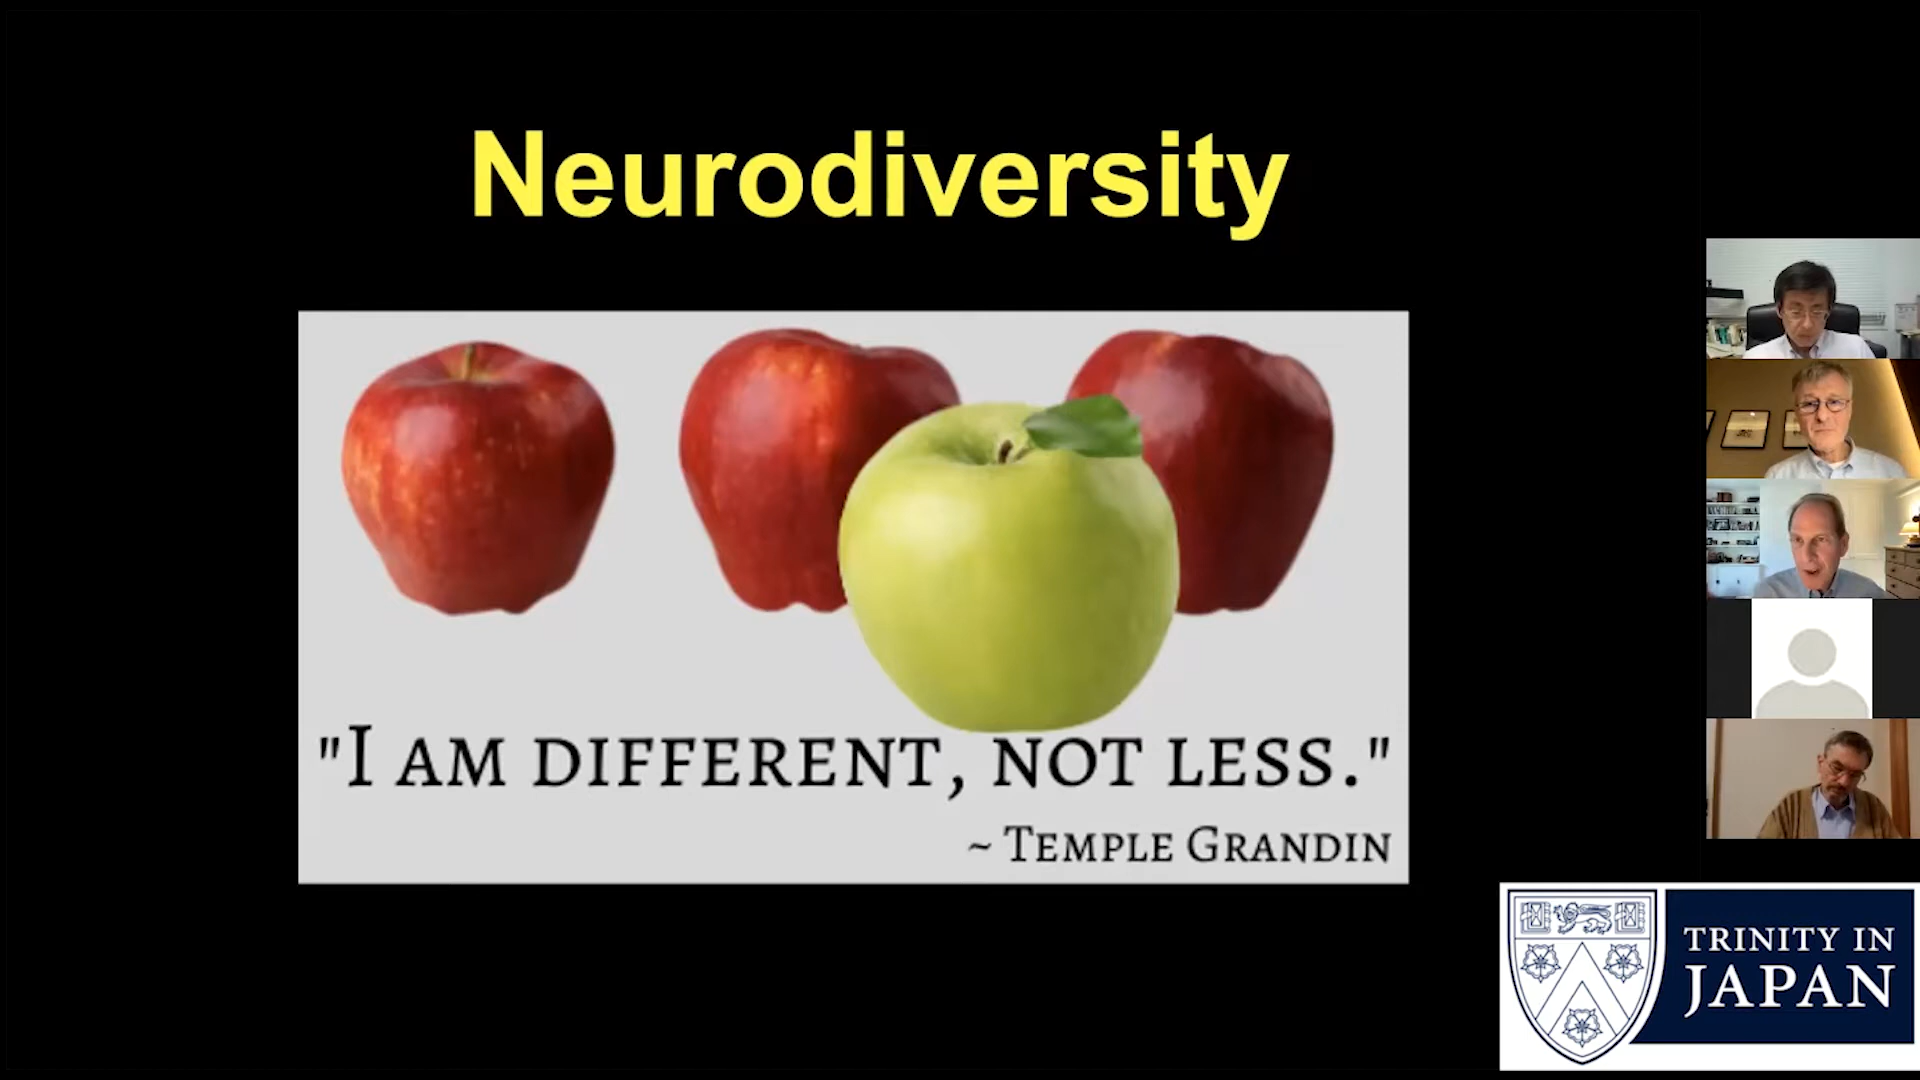 Neurodiversity
"I AM DIFFERENT, NOT LESS."
~ TEMPLE GRANDIN
TRINITY IN
JAPAN